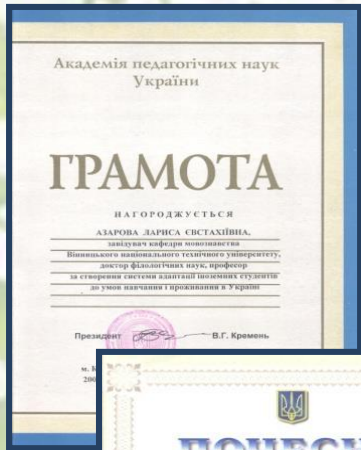 Академія педагогічних наук
України
ГРАМОТА
НАГОРОДЖУЄТЬСЯ
АЗАРОВА ЛАРИСА ЄВСТАХІЇВНА,
завідувач кафедри мовознавства
Вінницького національного технічного університету,
доктор філологічних наук, професор
за створення системи адаптації іноземних студентів
до умов навчання і проживання в Україні
Президент В.Г. Кремень
м. К
200